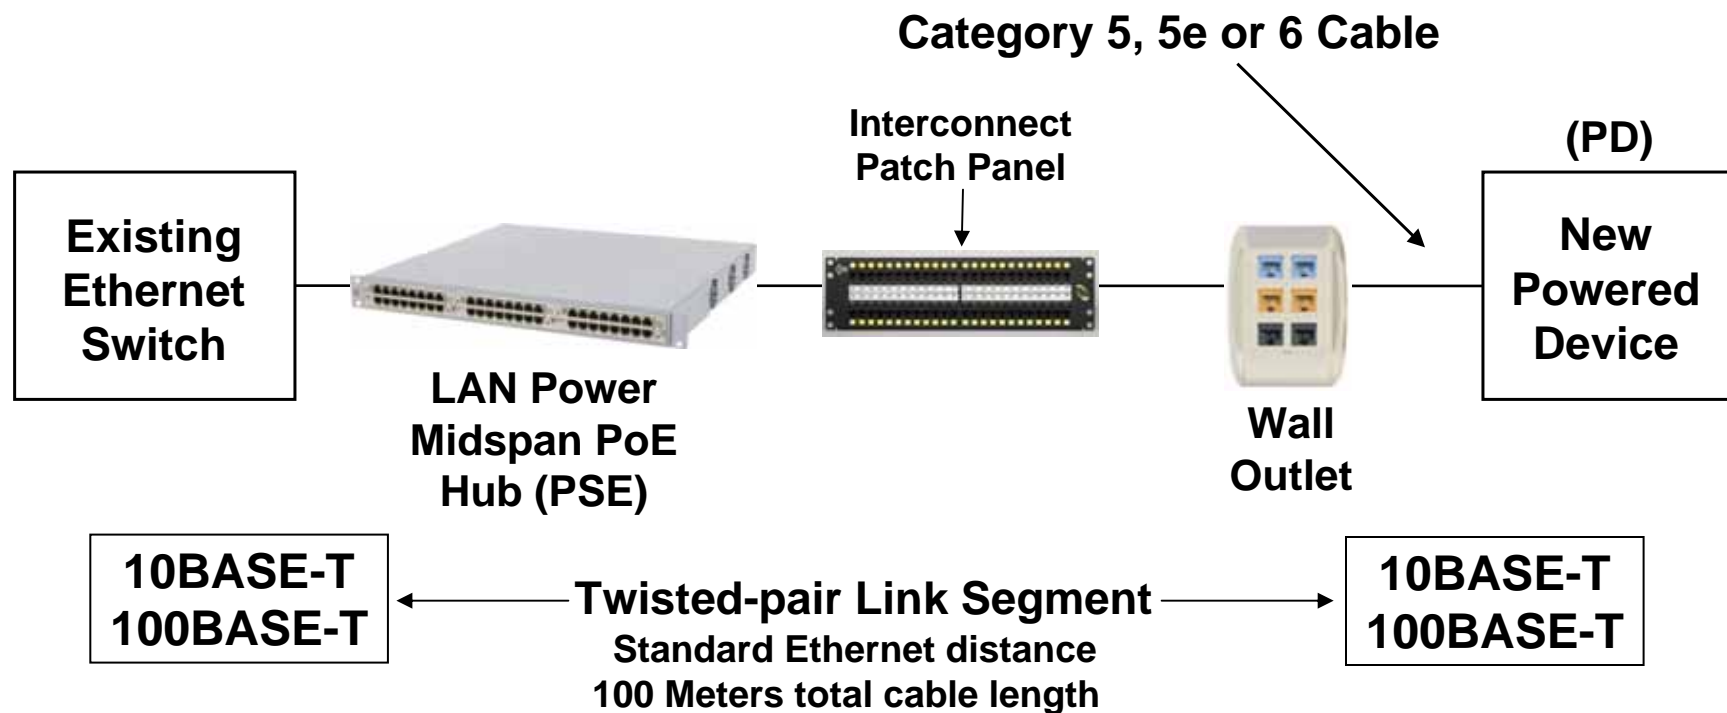 Category 5, 5e or 6 Cable
Interconnect
Patch Panel
(PD)
Existing
Ethernet
Switch
New
Powered
Device
LAN Power
Midspan PoE
Hub (PSE)
Wall
Outlet
10BASE-T
100BASE-T
Twisted-pair Link Segment
Standard Ethernet distance
100 Meters total cable length
10BASE-T
100BASE-T